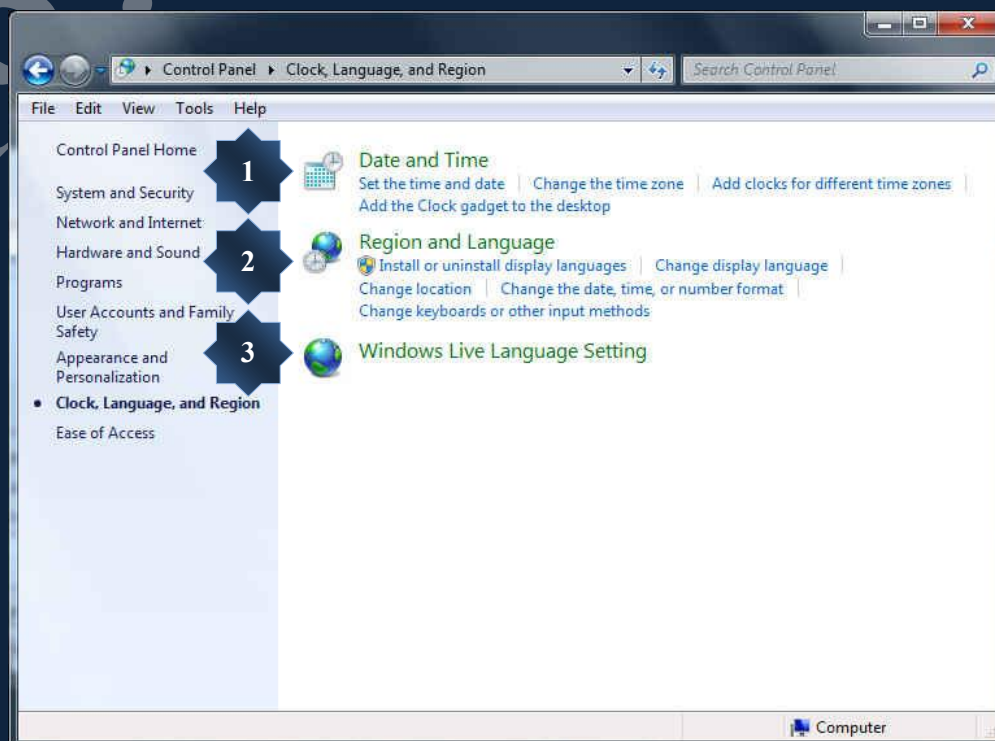 Control Panel Clock, Language, and Region Search Control Panel
File Edit View Tools Help
Control Panel Home
System and Security
Network and Internet
Hardware and Sound
Programs
User Accounts and Family
Safety
Appearance and
Personalization
Clock, Language, and Region
Ease of Access
1
Date and Time
Set the time and date Change the time zone Add clocks for different time zones
Add the Clock gadget to the desktop
2
Region and Language
Install or uninstall display languages Change display language
Change location Change the date, time, or number format
Change keyboards or other input methods
3
Windows Live Language Setting
Computer